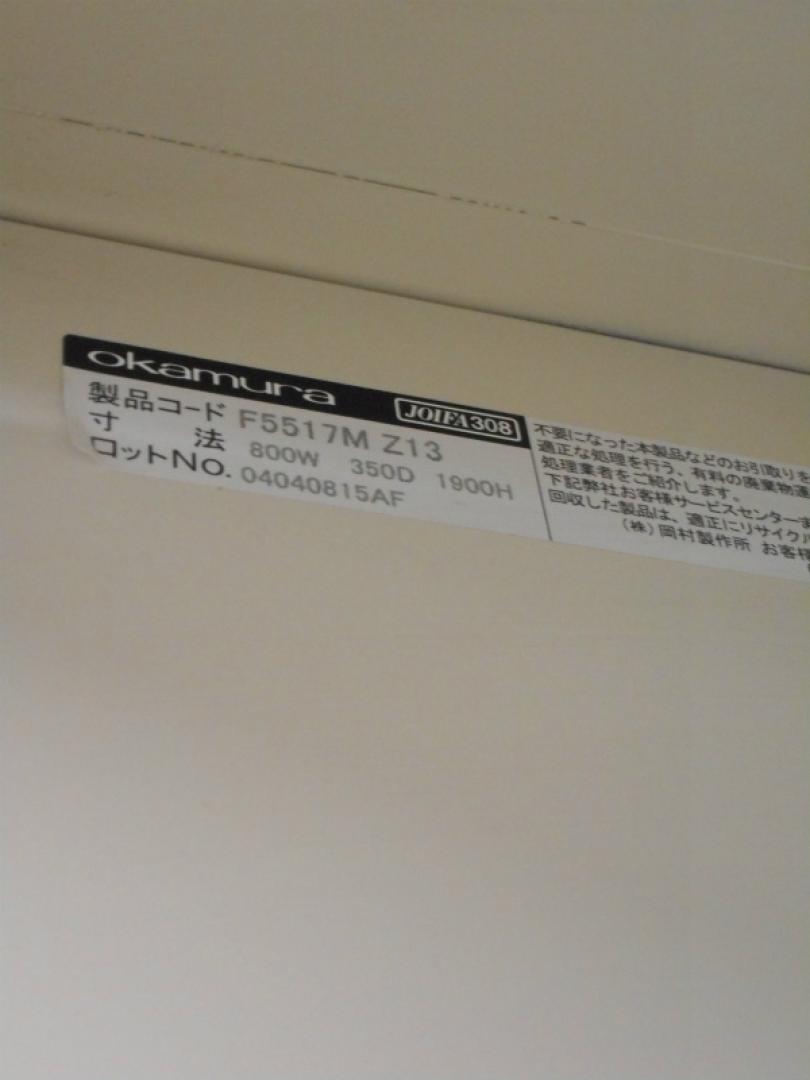 okamura
JOIFA308
製品コード F5517M Z13
寸 法 800W 350D 1900H
ロットNO. 04040815AF
不要になった本製品などのお引取りを
適正な処理を行う、有料の廃棄物運
処理業者をご紹介します。
下記弊社お客様サービスセンターま
回収した製品は、適正にリサイクル
(株)岡村製作所 お客様